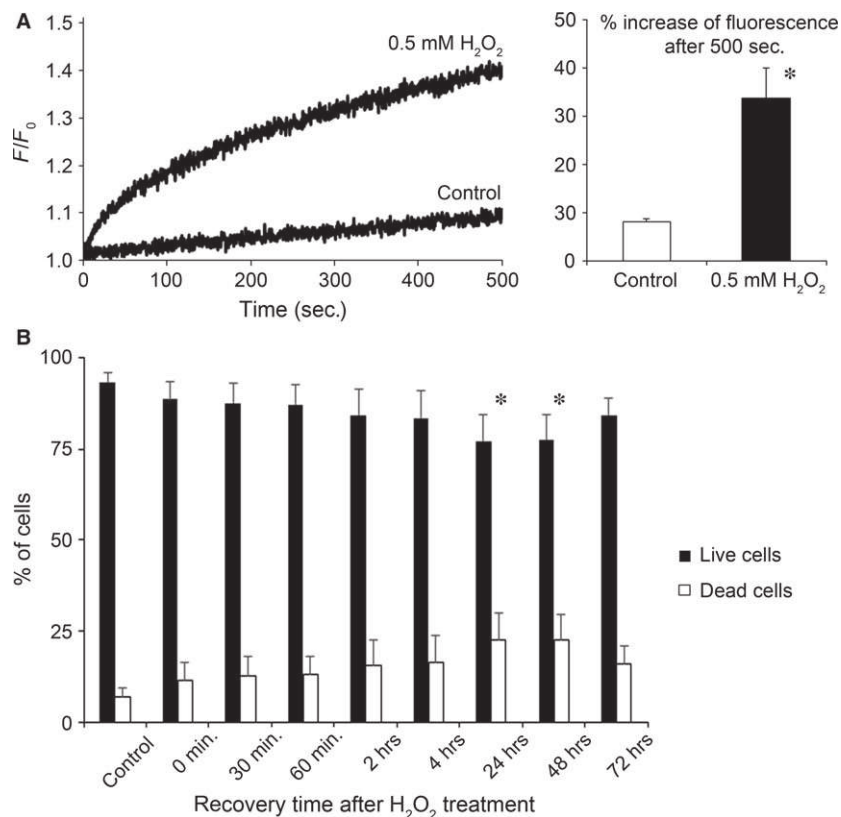 A
0.5 mM H₂O₂
Control
1.4
1.3
1.2
1.1
1.0
F/F₀
0 100 200 300 400 500
Time (sec.)
% increase of fluorescence
after 500 sec.
*
50
40
30
20
30
0
Control 0.5 mM H₂O₂
B
100
75
50
25
0
% of cells
* *
Live cells
Dead cells
Control 0 min. 30 min. 60 min. 2 hrs 4 hrs 24 hrs 48 hrs 72 hrs
Recovery time after H₂O₂ treatment